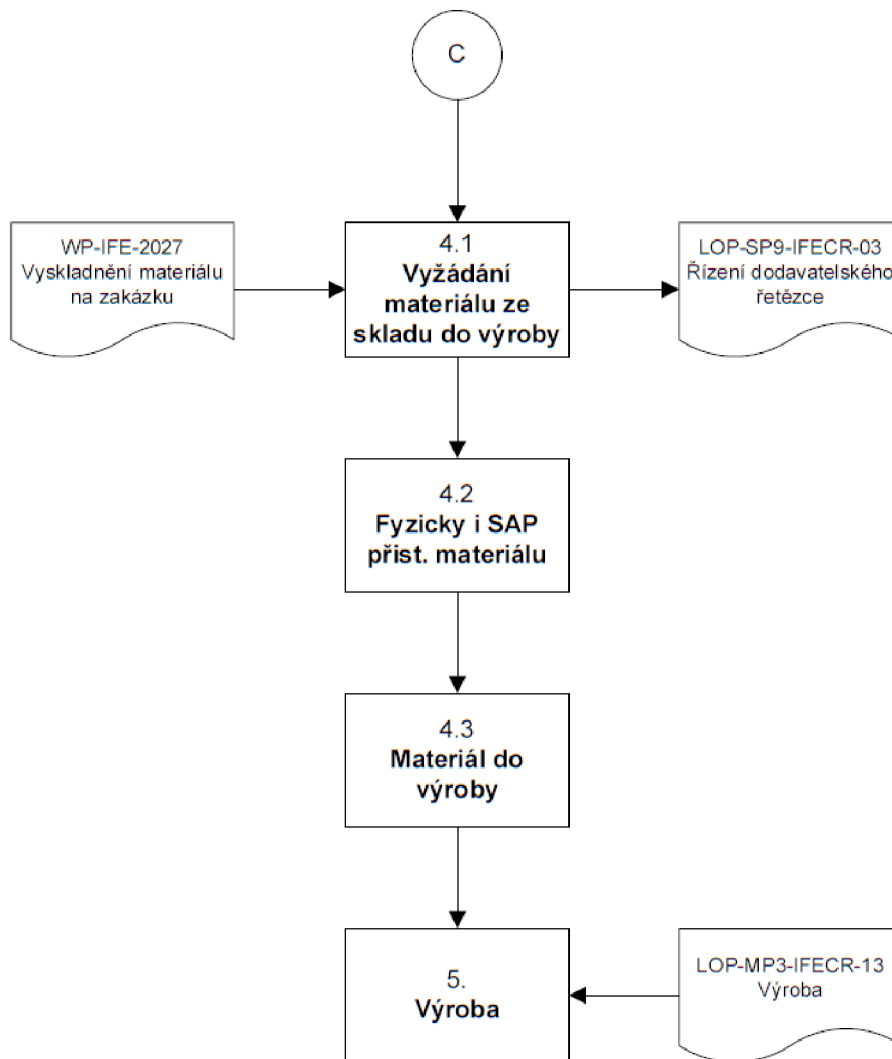 C
WP-IFE-2027
Vyskladnění materiálu
na zakázku
4.1
Vyžádání
materiálu ze
skladu do výroby
LOP-SP9-IFECR-03
Řízení dodavatelského
řetězce
4.2
Fyzicky i SAP
přist. materiálu
4.3
Materiál do
výroby
5.
Výroba
LOP-MP3-IFECR-13
Výroba